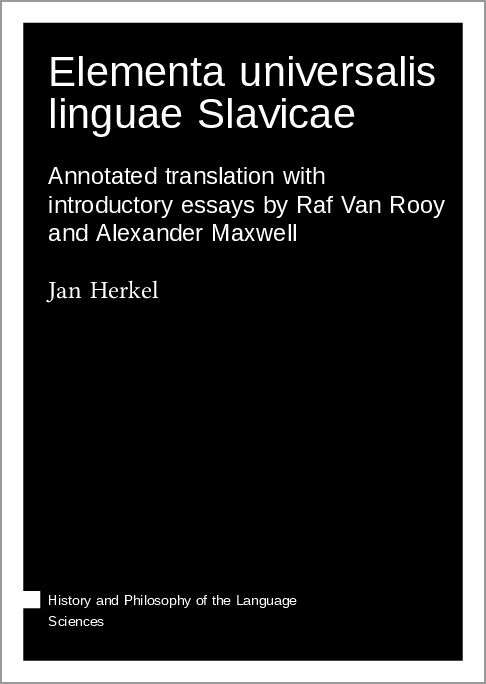 Elementa universalis
linguae Slavicae
Annotated translation with
introductory essays by Raf Van Rooy
and Alexander Maxwell
Jan Herkel
History and Philosophy of the Language
Sciences